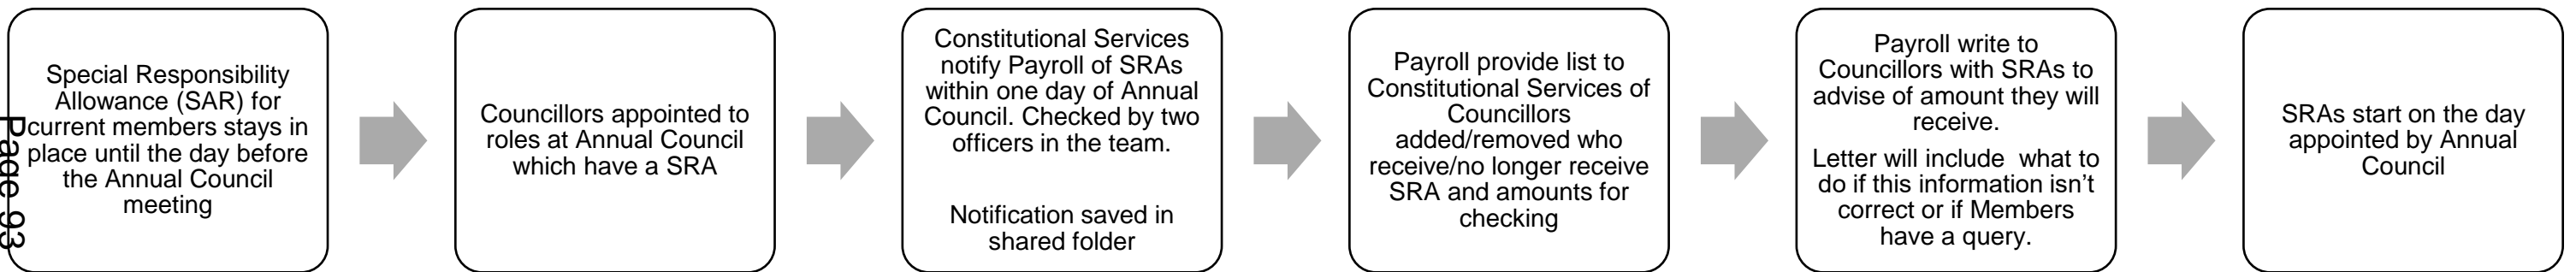 Special Responsibility
Allowance (SAR) for
current members stays in
place until the day before
the Annual Council
meeting
Councillors appointed to
roles at Annual Council
which have a SRA
Constitutional Services
notify Payroll of SRAs
within one day of Annual
Council. Checked by two
officers in the team.
Notification saved in
shared folder
Payroll provide list to
Constitutional Services of
Councillors
added/removed who
receive/no longer receive
SRA and amounts for
checking
Payroll write to
Councillors with SRAs to
advise of amount they will
receive.
Letter will include  what to
do if this information isn’t
correct or if Members
have a query.
SRAs start on the day
appointed by Annual
Council
Page 93